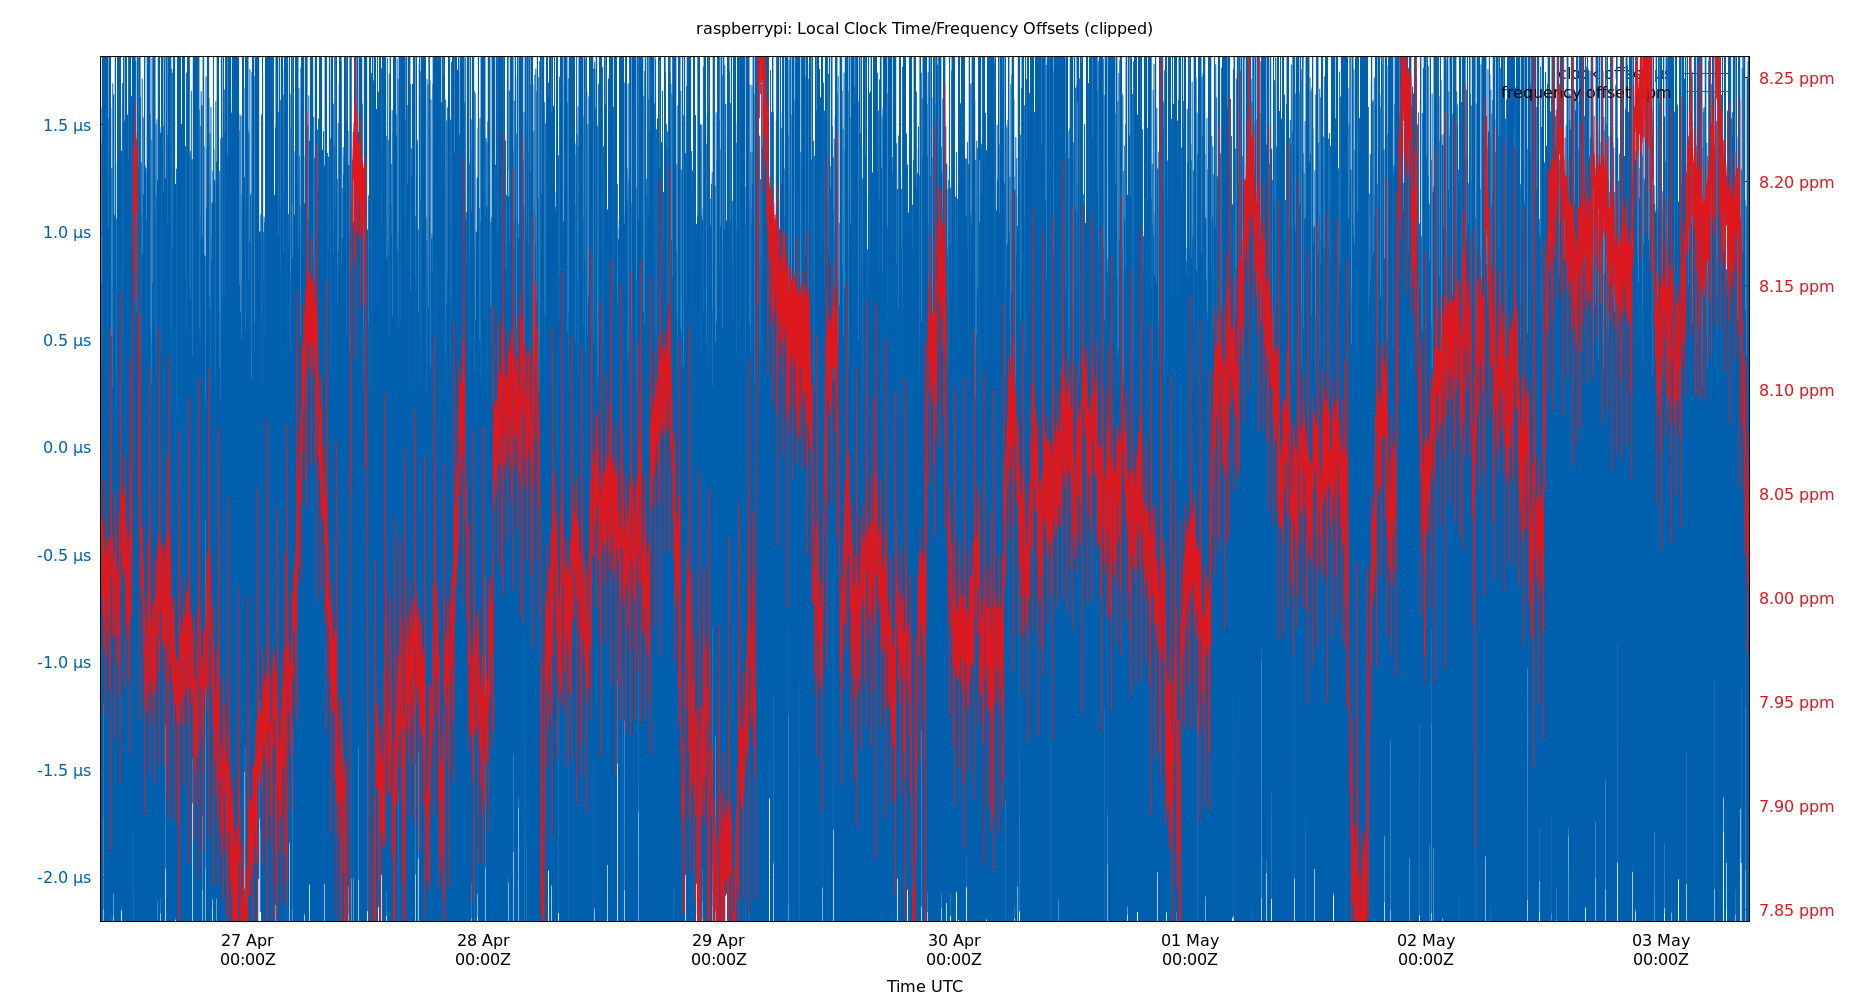 raspberrypi: Local Clock Time/Frequency Offsets (clipped)
clock offset μs
frequency offset ppm
1.5 μs
1.0 μs
0.5 μs
0.0 μs
-0.5 μs
-1.0 μs
-1.5 μs
-2.0 μs
8.25 ppm
8.20 ppm
8.15 ppm
8.10 ppm
8.05 ppm
8.00 ppm
7.95 ppm
7.90 ppm
7.85 ppm
27 Apr
00:00Z
28 Apr
00:00Z
29 Apr
00:00Z
30 Apr
00:00Z
01 May
00:00Z
02 May
00:00Z
03 May
00:00Z
Time UTC